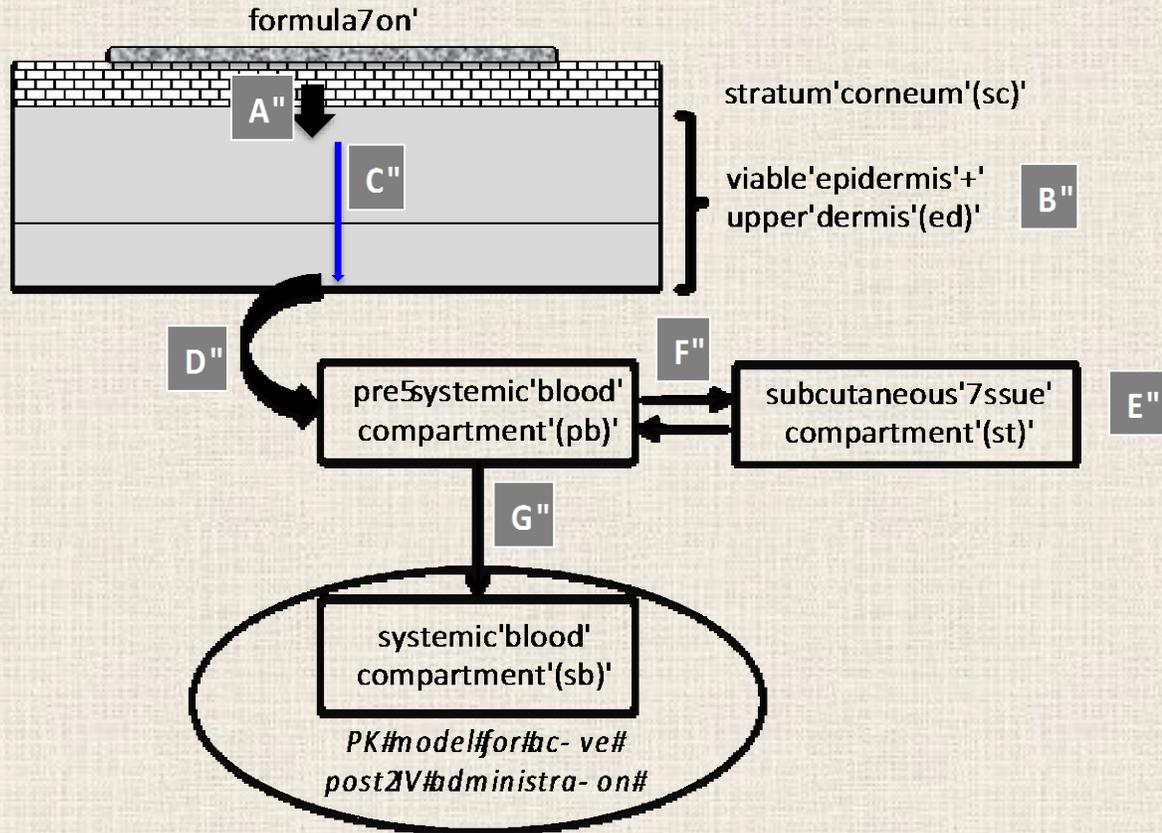 formula7on'
A"
stratum'corneum'(sc)'
C"
viable'epidermis'+'
upper'dermis'(ed)'
B"
D"
F"
pre5systemic'blood'
compartment'(pb)'
subcutaneous'7ssue'
compartment'(st)'
E"
G"
systemic'blood'
compartment'(sb)'
PK#model#for#ac- ve#
post2IV#administra- on#